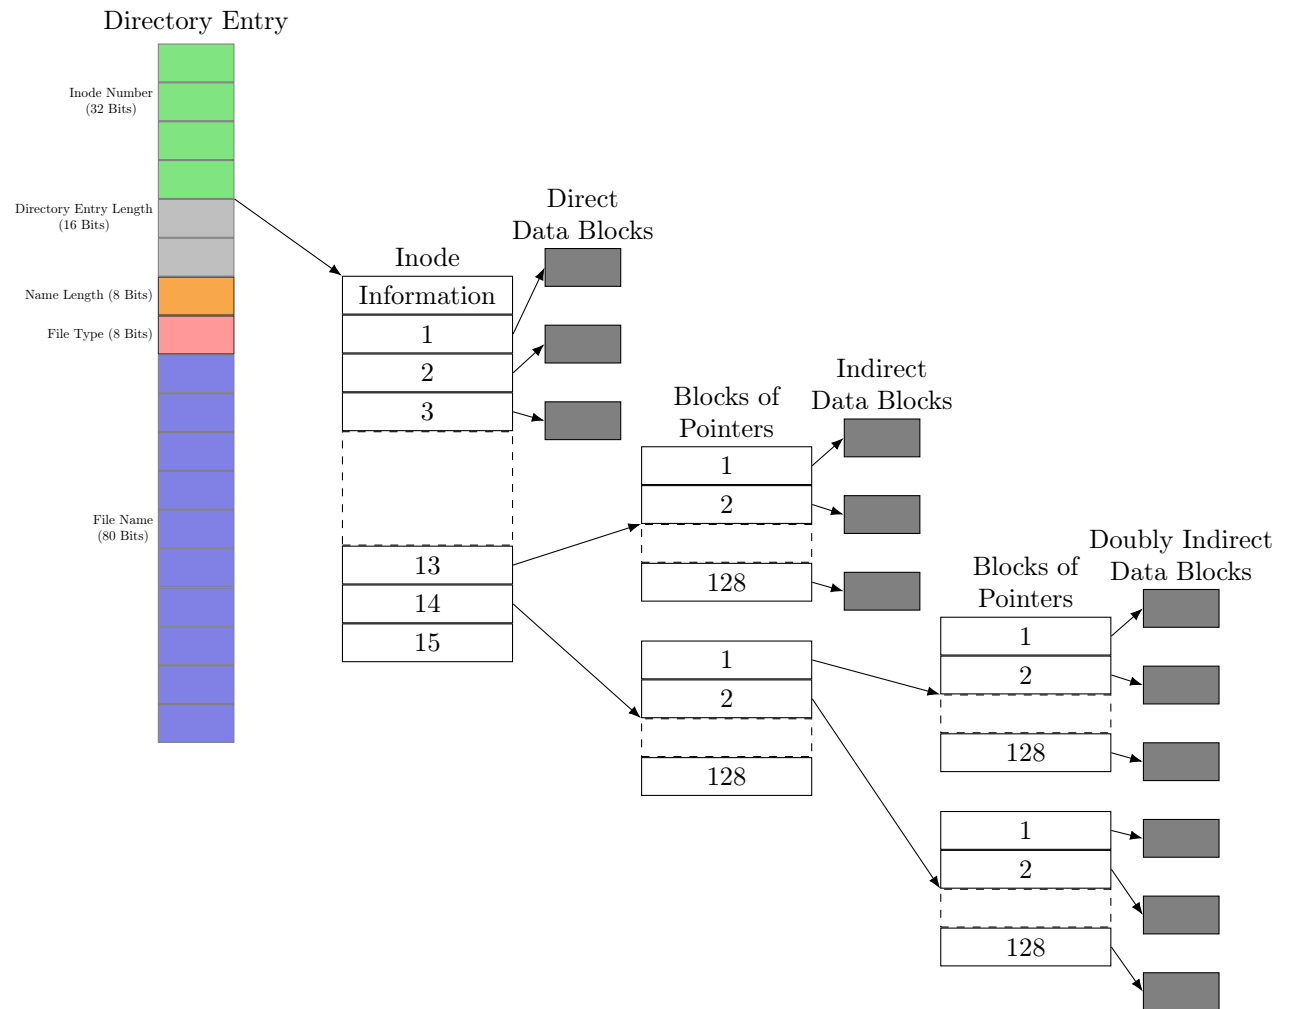 Directory Entry
Inode Number
(32 Bits)
Directory Entry Length
(16 Bits)
Name Length (8 Bits)
File Type (8 Bits)
File Name
(80 Bits)
Inode
Information
1
2
3
13
14
15
Direct
Data Blocks
Blocks of
Pointers
1
2
128
1
2
128
Indirect
Data Blocks
Blocks of
Pointers
1
2
128
1
2
128
Doubly Indirect
Data Blocks